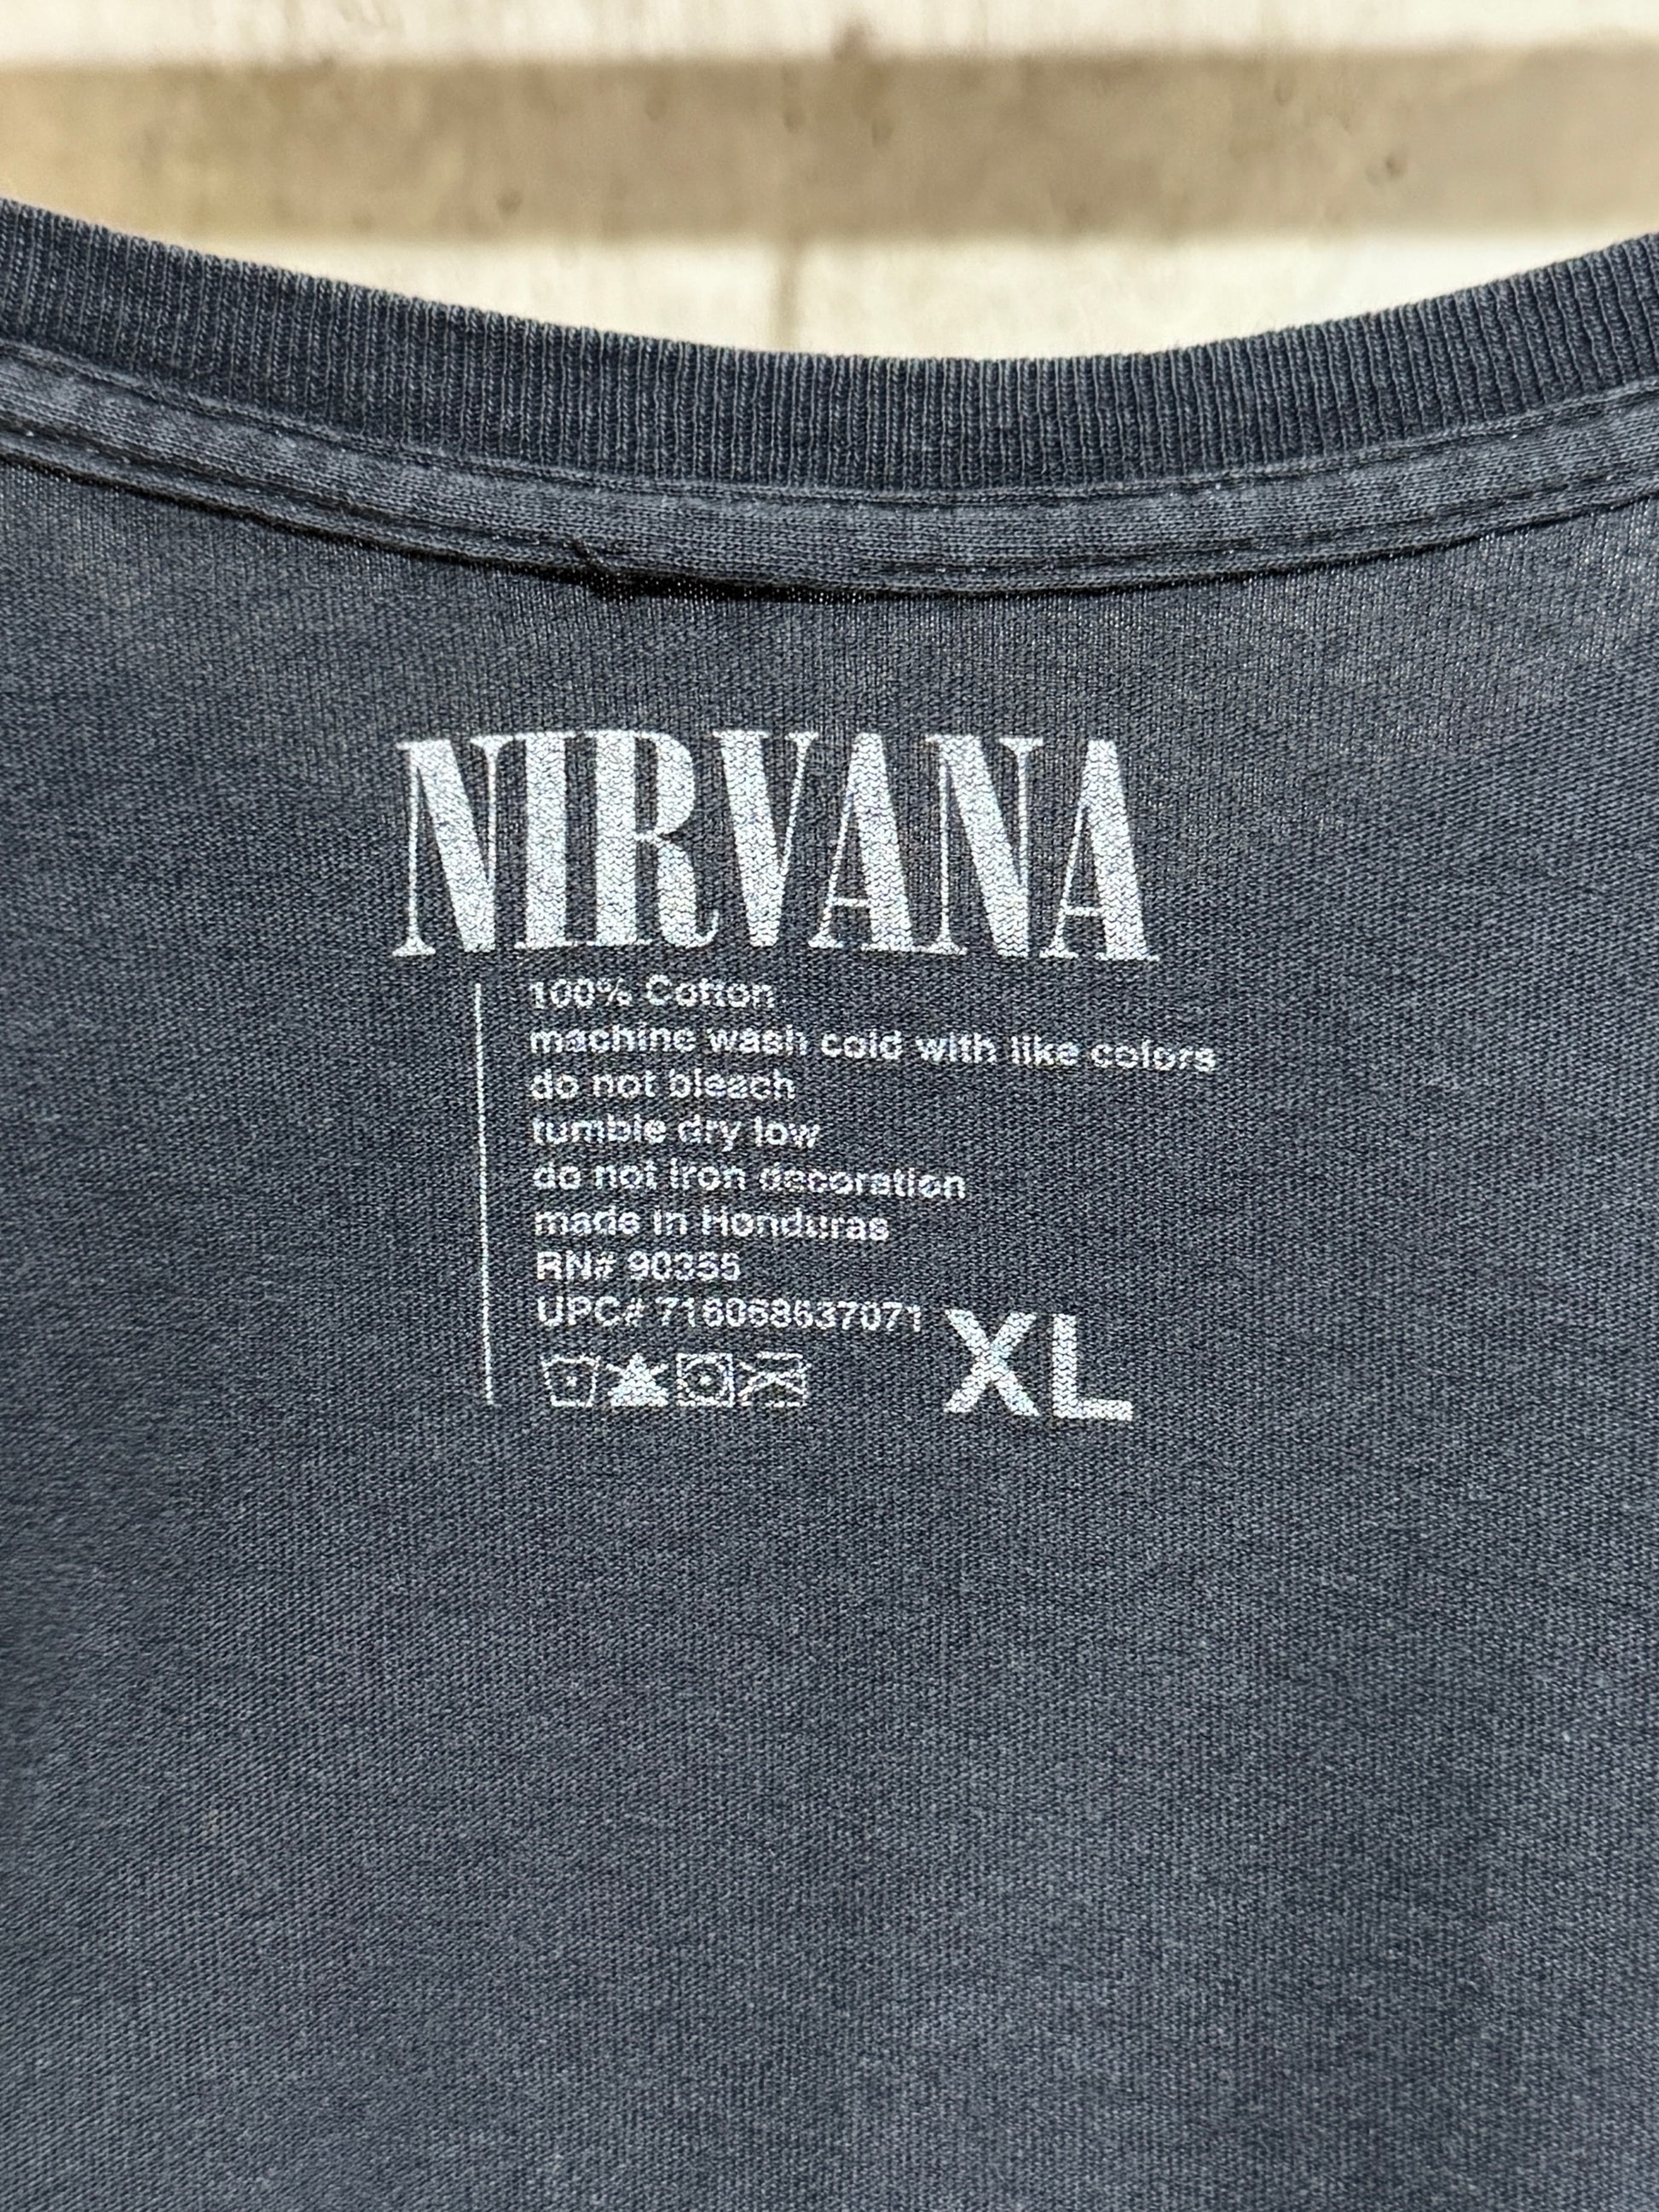 NIRVANA
100% Cotton
machine wash cold with like colors
do not bleach
tumble dry low
do not iron decoration
made in Honduras
RN# 90355
UPC#
XL